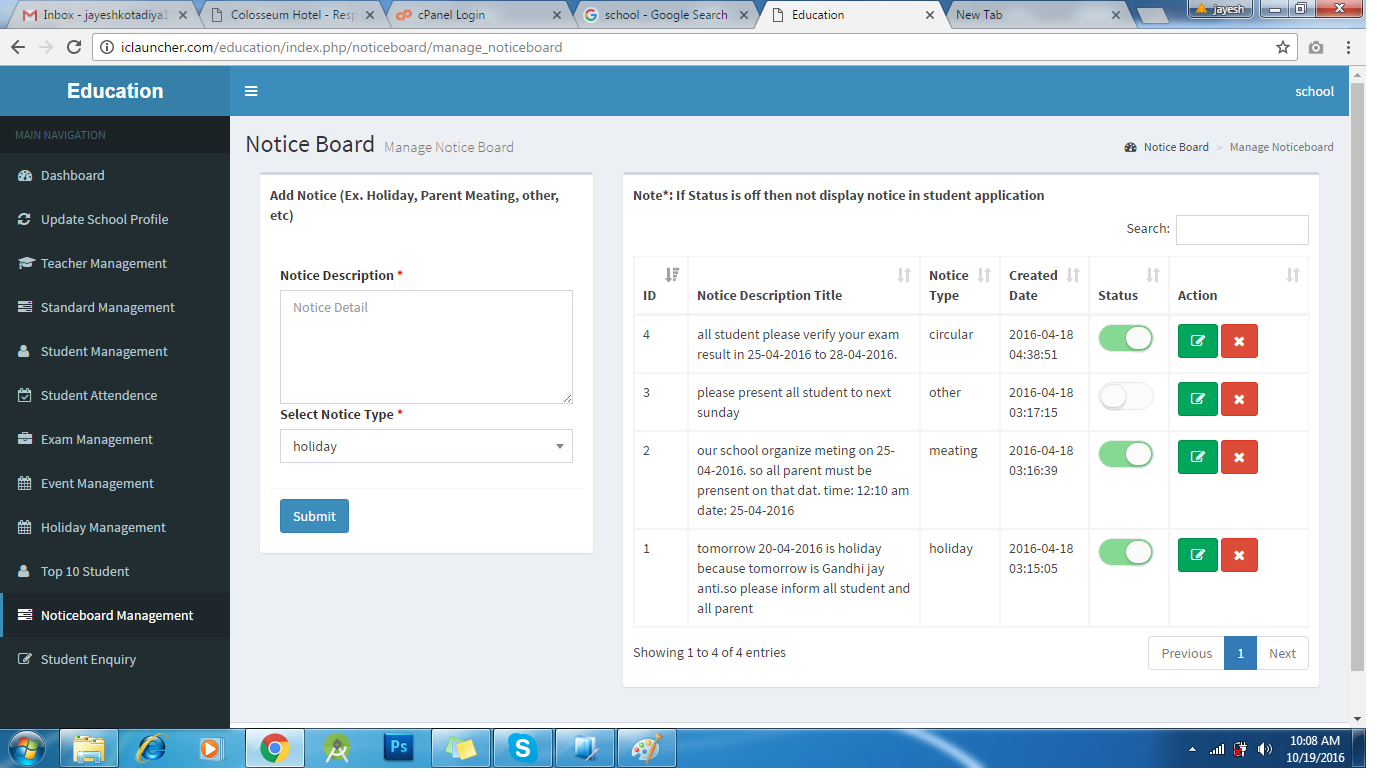 Inbox - jayeshkotadiya1
Colosseum Hotel - Resp
cPanel Login
school - Google Search
Education
New Tab
jayesh
iclauncher.com/education/index.php/noticeboard/manage_noticeboard
Education
school
MAIN NAVIGATION
Dashboard
Update School Profile
Teacher Management
Standard Management
Student Management
Student Attendence
Exam Management
Event Management
Holiday Management
Top 10 Student
Noticeboard Management
Student Enquiry
Notice Board Manage Notice Board
Notice Board > Manage Noticeboard
Add Notice (Ex. Holiday, Parent Meating, other,
etc)
Notice Description *
Notice Detail
Select Notice Type *
holiday
Submit
Note*: If Status is off then not display notice in student application
Search:
ID
Notice Description Title
Notice
Type
Created
Date
Status
Action
4
all student please verify your exam
result in 25-04-2016 to 28-04-2016.
circular
2016-04-18
04:38:51
3
please present all student to next
sunday
other
2016-04-18
03:17:15
2
our school organize meting on 25-
04-2016. so all parent must be
prensent on that dat. time: 12:10 am
date: 25-04-2016
meating
2016-04-18
03:16:39
1
tomorrow 20-04-2016 is holiday
because tomorrow is Gandhi jay
anti.so please inform all student and
all parent
holiday
2016-04-18
03:15:05
Showing 1 to 4 of 4 entries
Previous 1 Next
Ps
10:08 AM
10/19/2016